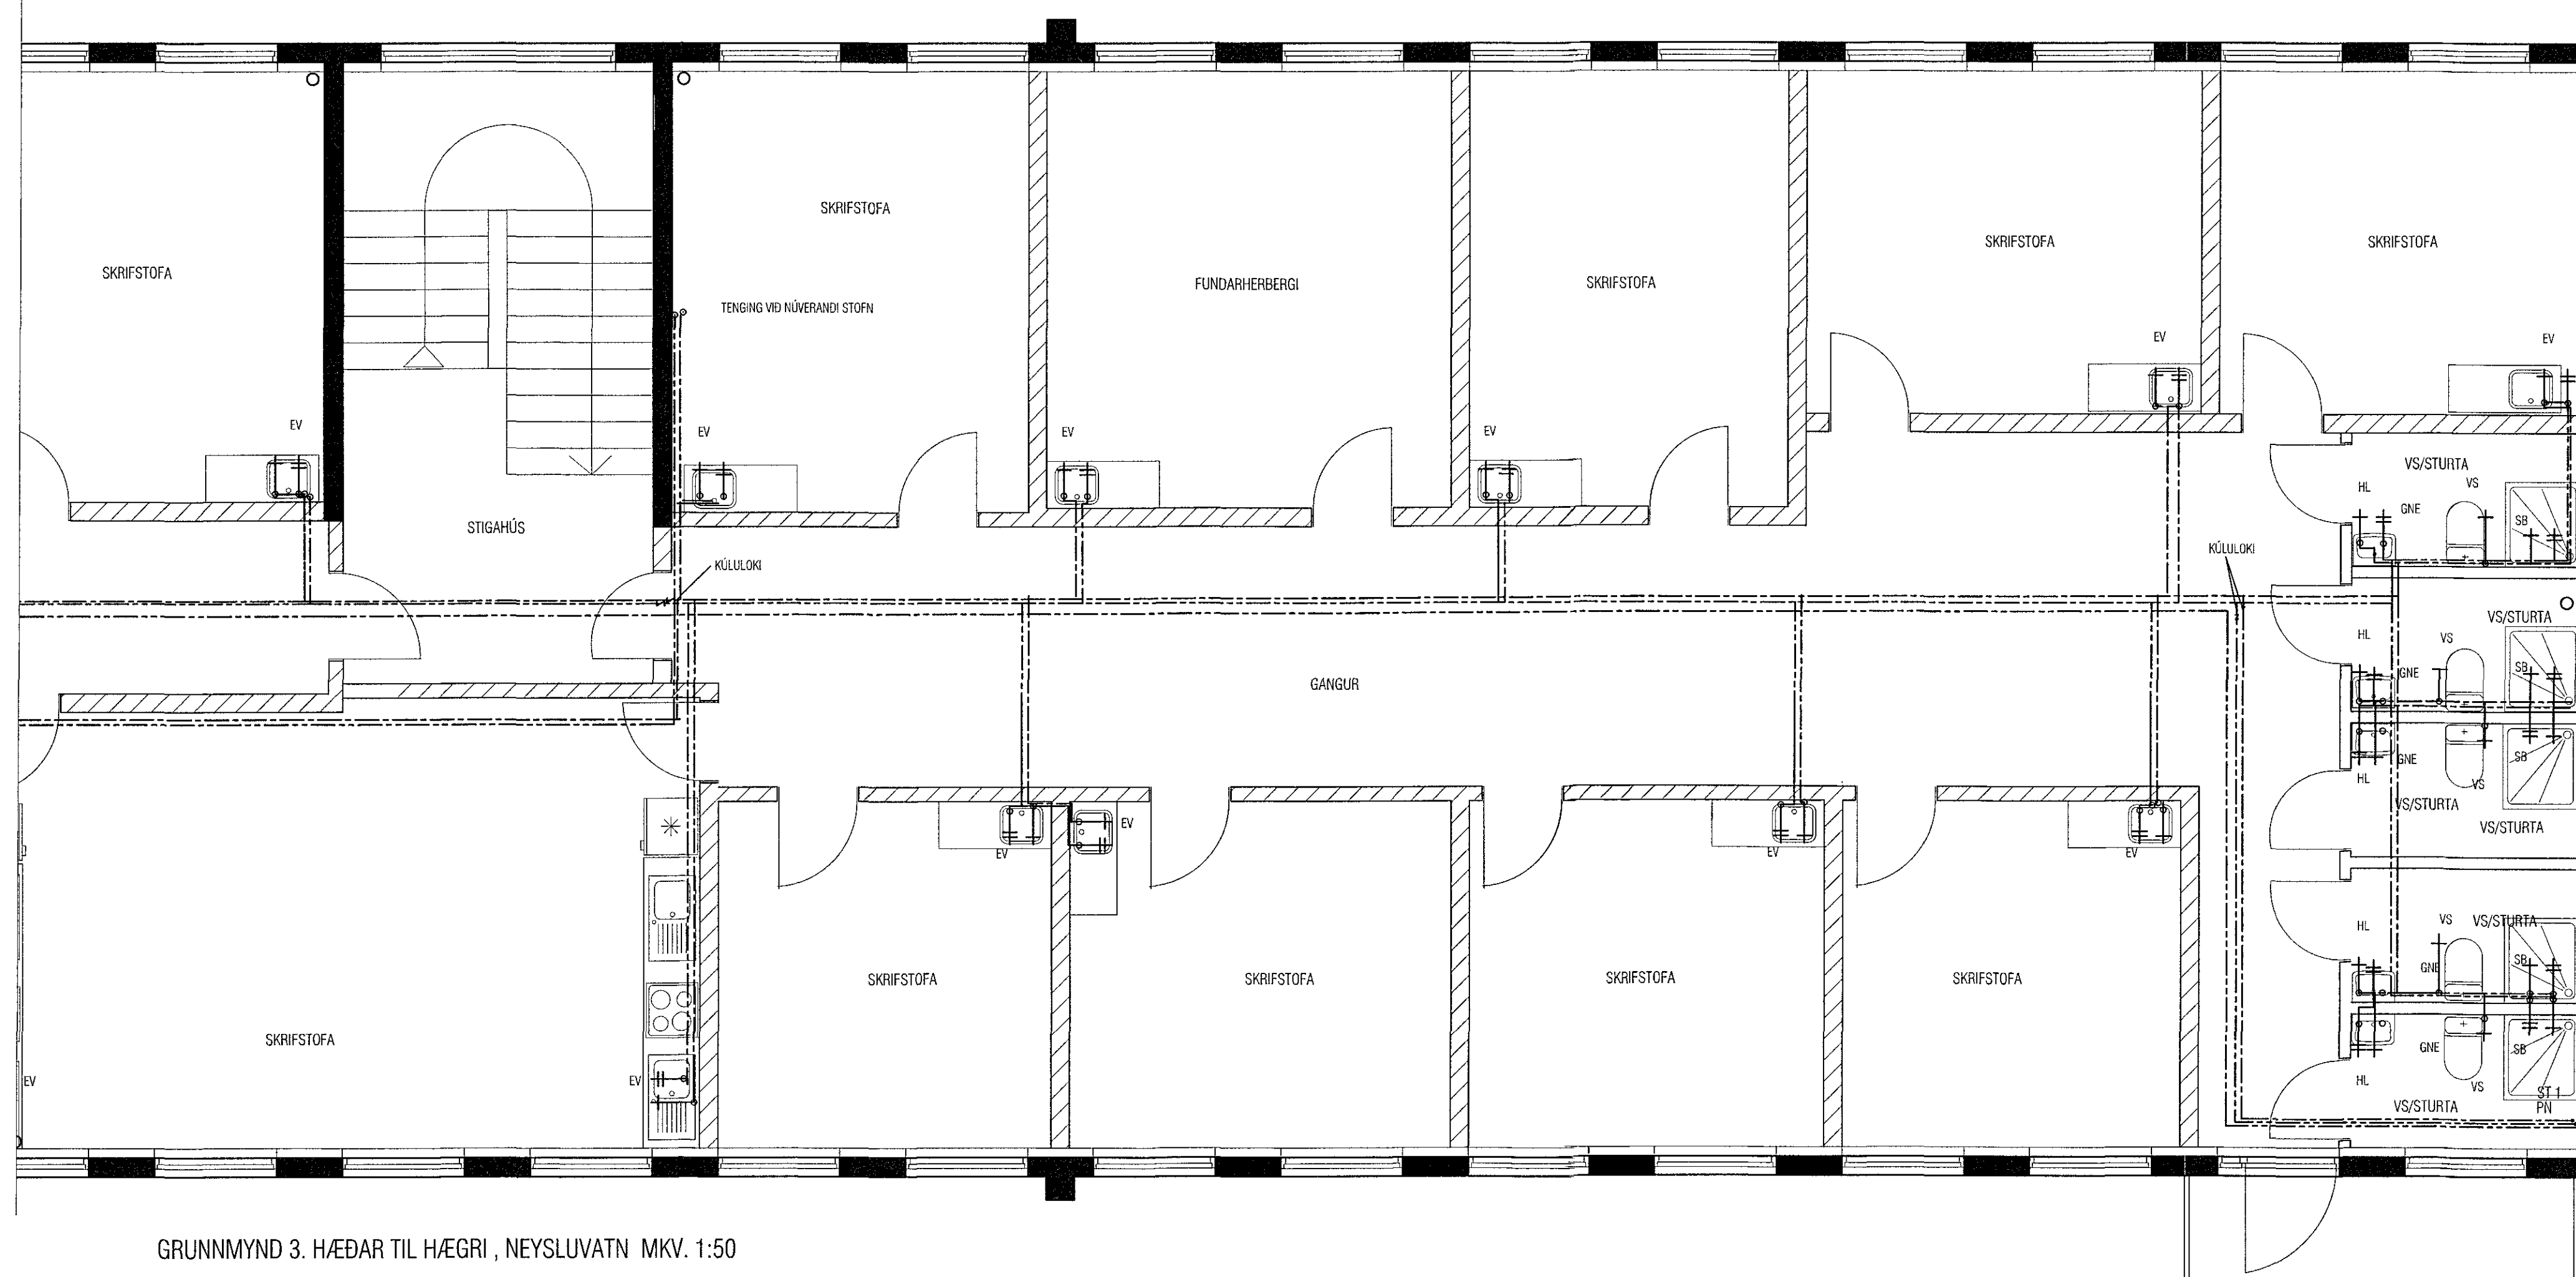 SKRIFSTOFA
SKRIFSTOFA
SKRIFSTOFA
SKRIFSTOFA
FUNDARHERBERGI
SKRIFSTOFA
TENGING VIÐ NÚVERANDI STOFN
EV
EV
EV
EV
EV
EV
STIGAHÚS
KÚLULOKI
KÚLULOKI
VS/STURTA
HL
VS
GNE
SB
VS/STURTA
HL
VS
GNE
SB
GANGUR
GNE
SB
HL
VS
VS/STURTA
VS/STURTA
EV
EV
EV
EV
HL
VS
VS/STURTA
GNE
SB
SKRIFSTOFA
SKRIFSTOFA
SKRIFSTOFA
SKRIFSTOFA
SKRIFSTOFA
EV
EV
GNE
SB
HL
VS
VS/STURTA
ST 1
PN
GRUNNMYND 3. HÆÐAR TIL HÆGRI , NEYSLUVATN MKV. 1:50